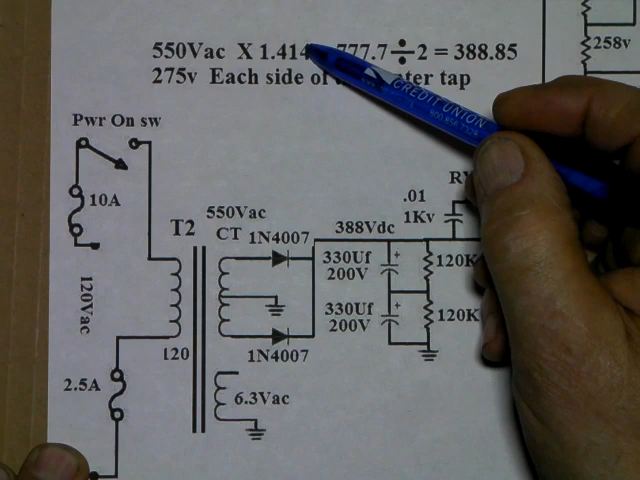 550Vac X 1.414 777.7 ÷ 2 = 388.85
275v Each side of ter tap
258v
Pwr On sw
10A
120Vac
2.5A
T2
120
550Vac
CT
1N4007
1N4007
6.3Vac
388Vdc
330Uf
200V
330Uf
200V
120K
120K
.01
1Kv
CREDIT UNION